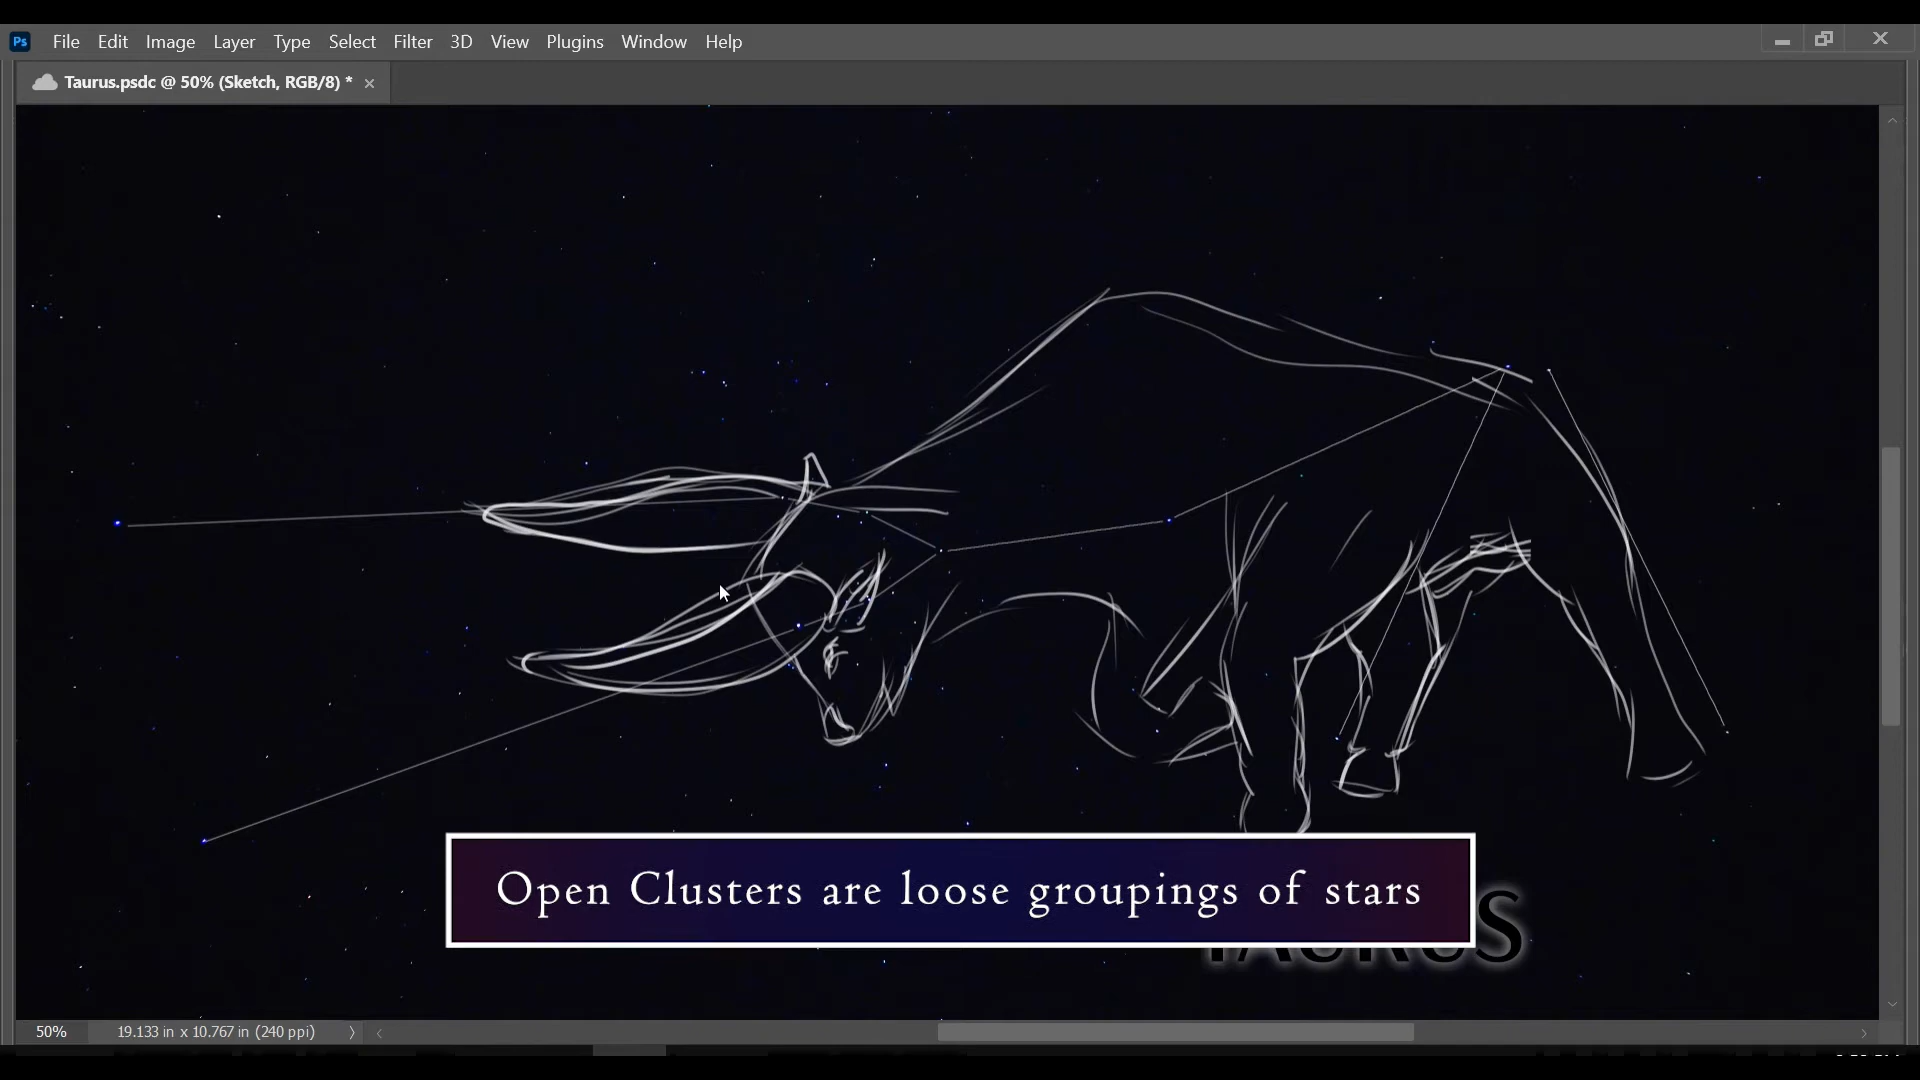 Ps File Edit Image Layer Type Select Filter 3D View Plugins Window Help
Taurus.psdc @ 50% (Sketch, RGB/8) *
Open Clusters are loose groupings of stars
TAURUS
50% 19.133 in x 10.767 in (240 ppi)